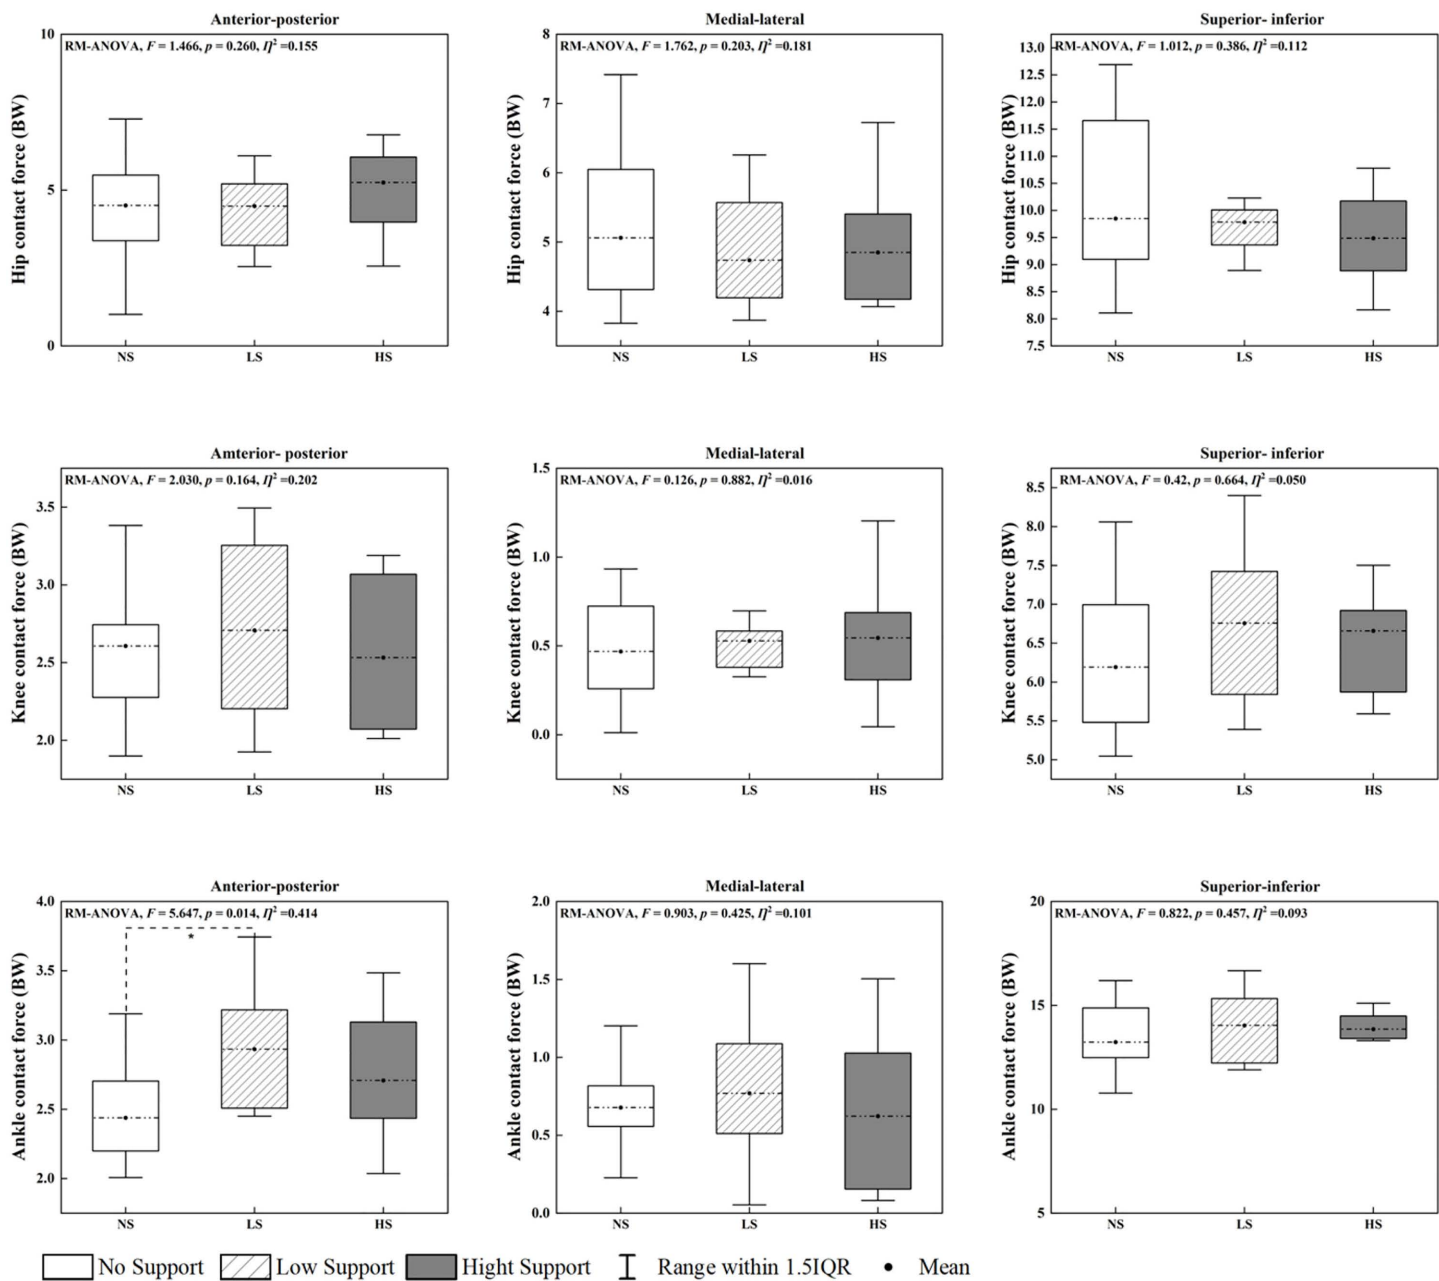 Anterior-posterior
RM-ANOVA, F = 1.466, p = 0.260, Ƞ² =0.155
Hip contact force (BW)
10
5
0
NS LS HS
Medial-lateral
RM-ANOVA, F = 1.762, p = 0.203, Ƞ² =0.181
Hip contact force (BW)
8
7
6
5
4
NS LS HS
Superior- inferior
RM-ANOVA, F = 1.012, p = 0.386, Ƞ² =0.112
Hip contact force (BW)
13.0
12.5
12.0
11.5
11.0
10.5
10.0
9.5
9.0
8.5
8.0
7.5
NS LS HS
Amterior- posterior
RM-ANOVA, F = 2.030, p = 0.164, Ƞ² =0.202
Knee contact force (BW)
3.5
3.0
2.5
2.0
NS LS HS
Medial-lateral
RM-ANOVA, F = 0.126, p = 0.882, Ƞ² =0.016
Knee contact force (BW)
1.5
1.0
0.5
0.0
NS LS HS
Superior- inferior
RM-ANOVA, F = 0.42, p = 0.664, Ƞ² =0.050
Knee contact force (BW)
8.5
8.0
7.5
7.0
6.5
6.0
5.5
5.0
NS LS HS
Anterior-posterior
RM-ANOVA, F = 5.647, p = 0.014, Ƞ² =0.414
*
Ankle contact force (BW)
4.0
3.5
3.0
2.5
2.0
NS LS HS
Medial-lateral
RM-ANOVA, F = 0.903, p = 0.425, Ƞ² =0.101
Ankle contact force (BW)
2.0
1.5
1.0
0.5
0.0
NS LS HS
Superior-inferior
RM-ANOVA, F = 0.822, p = 0.457, Ƞ² =0.093
Ankle contact force (BW)
20
15
10
5
NS LS HS
No Support Low Support Hight Support Range within 1.5IQR Mean